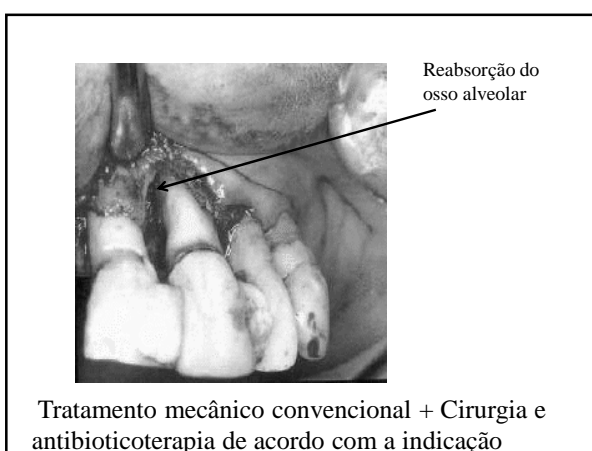 Reabsorção do
osso alveolar
Tratamento mecânico convencional + Cirurgia e
antibioticoterapia de acordo com a indicação